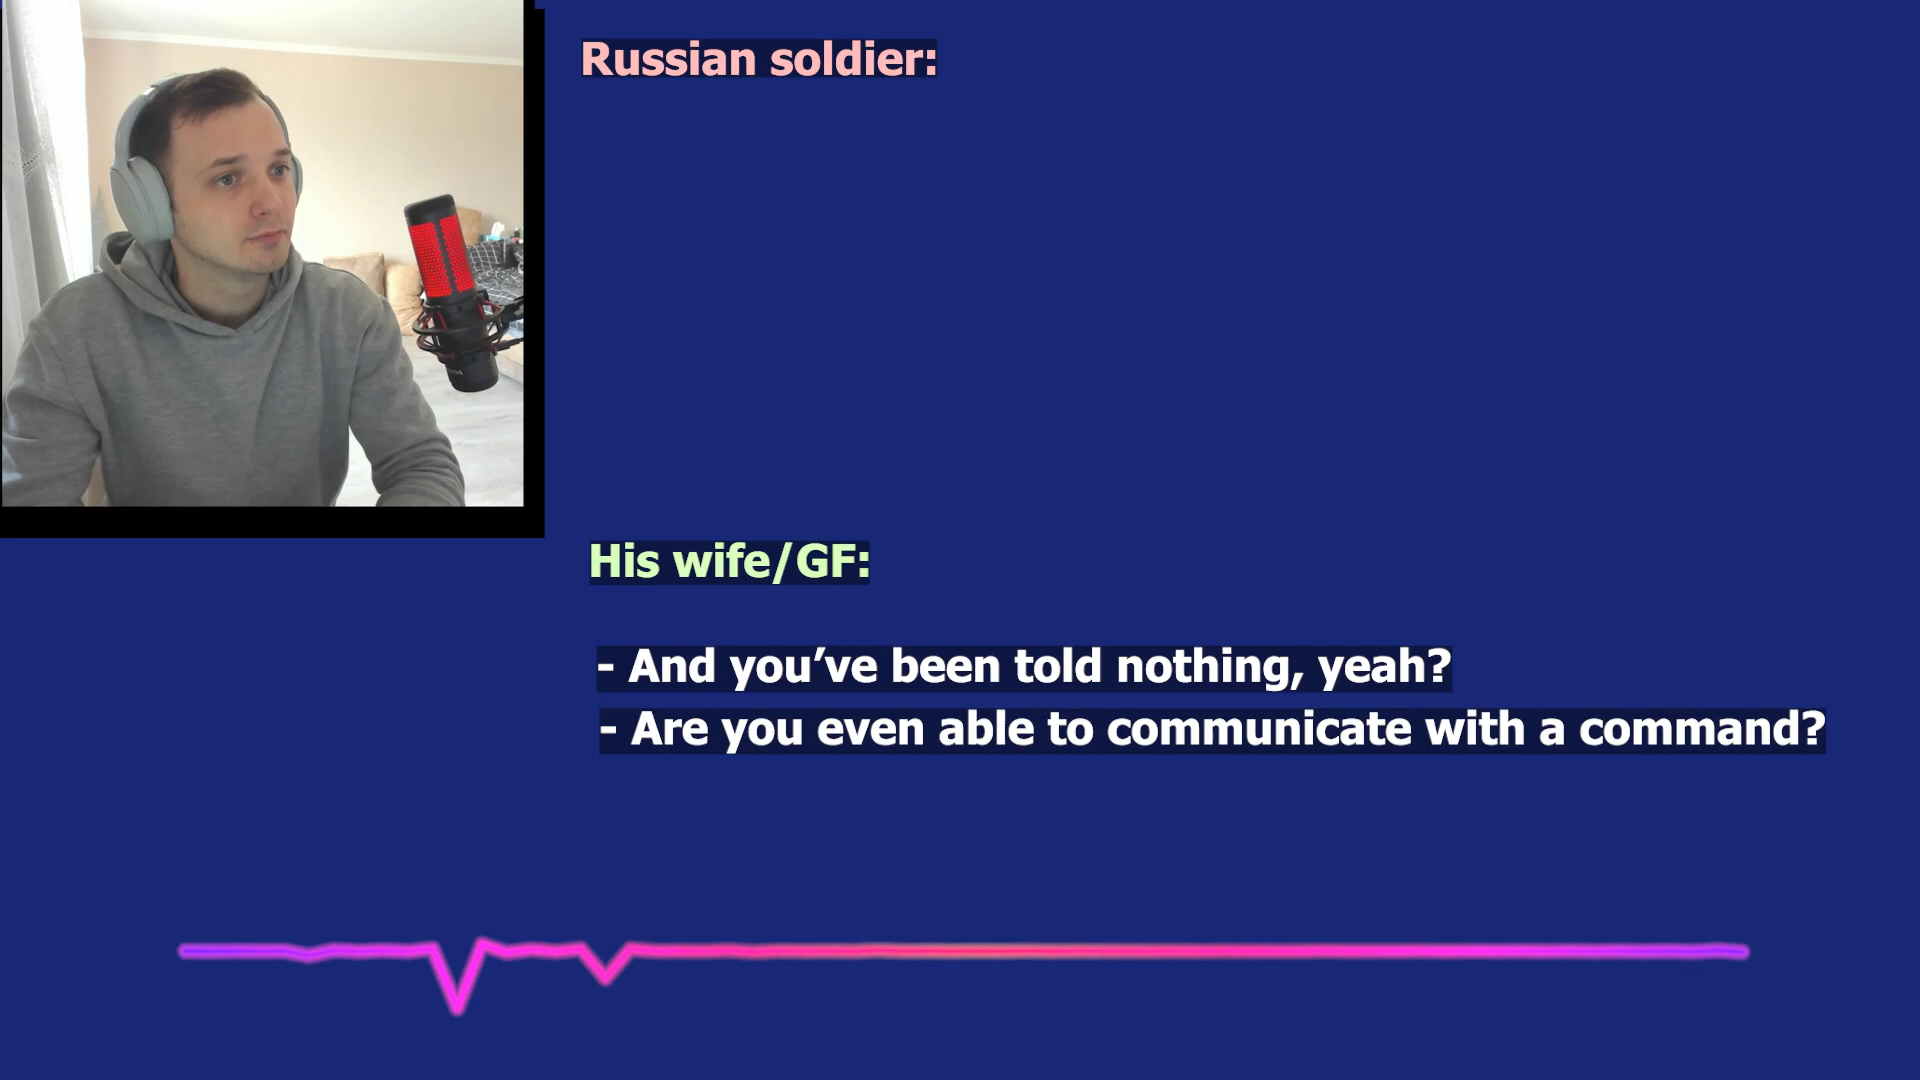 Russian soldier:
His wife/GF:
- And you’ve been told nothing, yeah?
- Are you even able to communicate with a command?